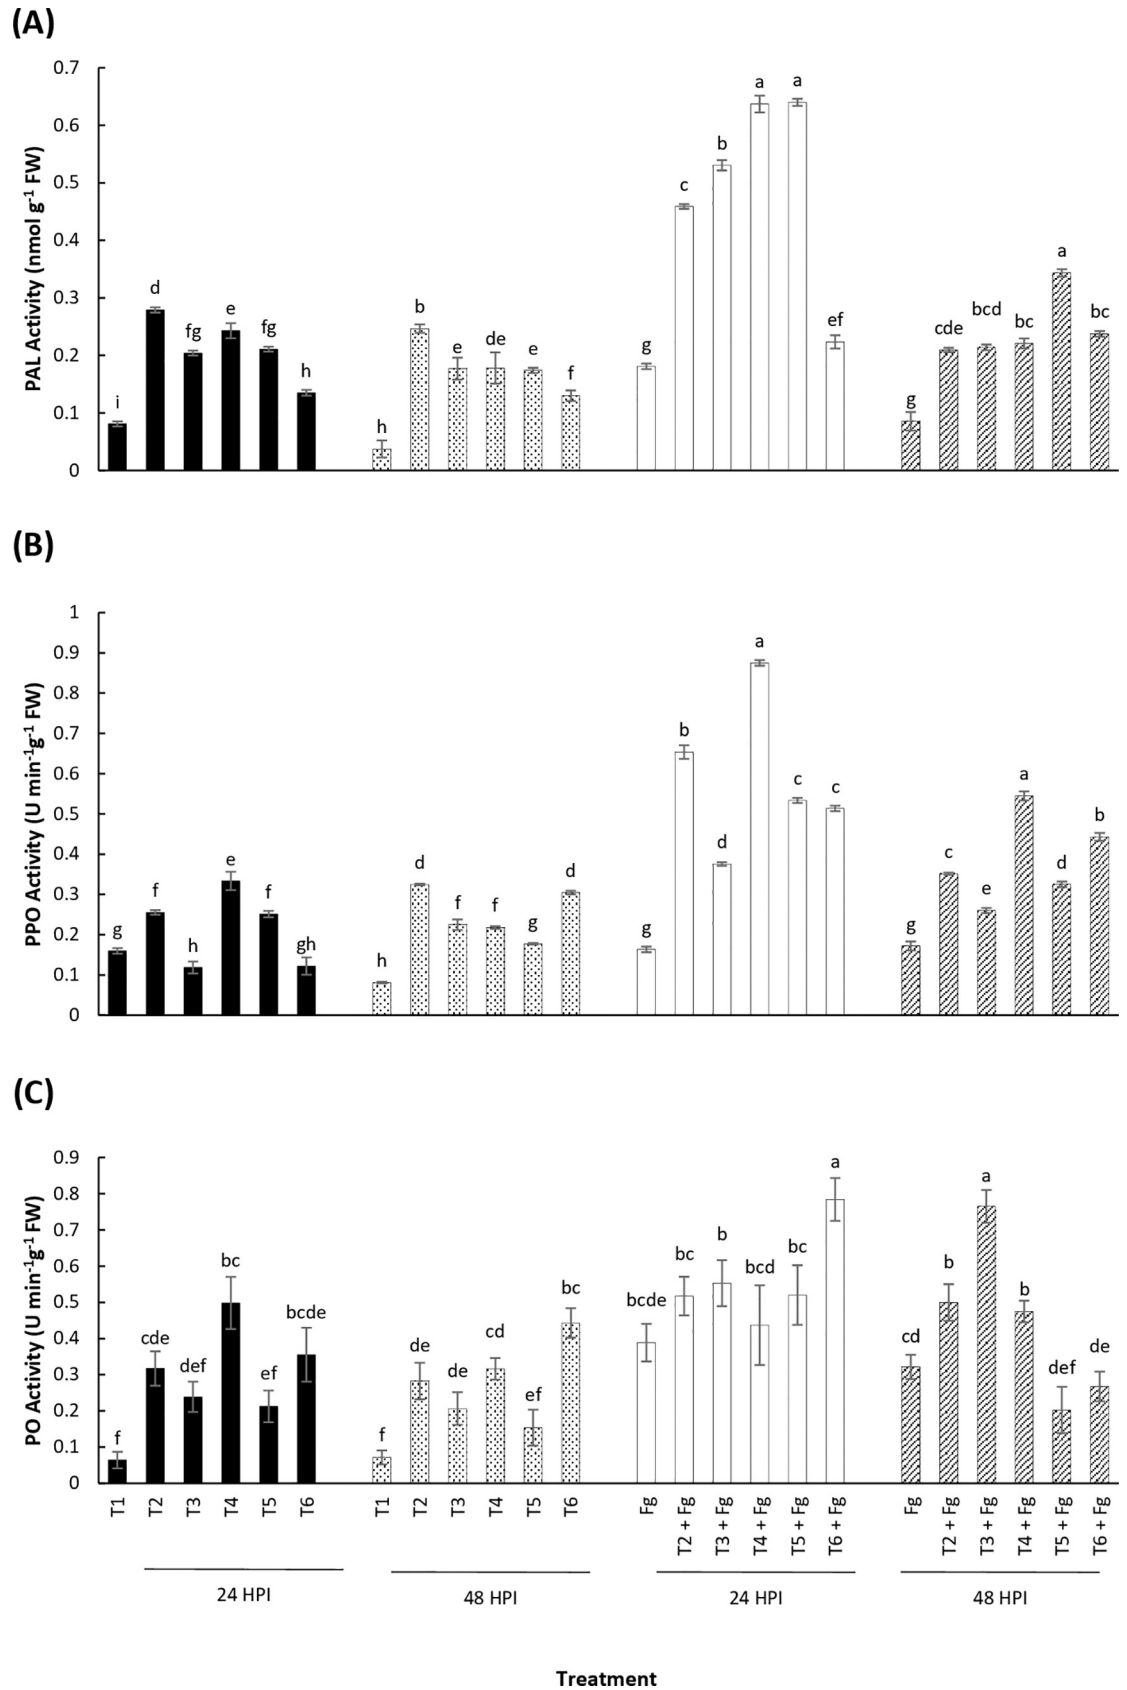 (A)
PAL Activity (nmol g-1 FW)
0.7
0.6
0.5
0.4
0.3
0.2
0.1
0
i d fg e fg h
h b e de e f
g c b a a ef
g cde bcd bc a bc
(B)
PPO Activity (U min-1g-1 FW)
1
0.9
0.8
0.7
0.6
0.5
0.4
0.3
0.2
0.1
0
g f h e f gh
h d f f g d
g b d a c c
g c e a d b
(C)
PO Activity (U min-1g-1 FW)
0.9
0.8
0.7
0.6
0.5
0.4
0.3
0.2
0.1
0
f cde def bc ef bcde
f de de cd ef bc
bcde bc b bcd bc a
cd b a b def de
T1 T2 T3 T4 T5 T6
T1 T2 T3 T4 T5 T6
Fg T2 + Fg T3 + Fg T4 + Fg T5 + Fg T6 + Fg
Fg T2 + Fg T3 + Fg T4 + Fg T5 + Fg T6 + Fg
24 HPI 48 HPI 24 HPI 48 HPI
Treatment